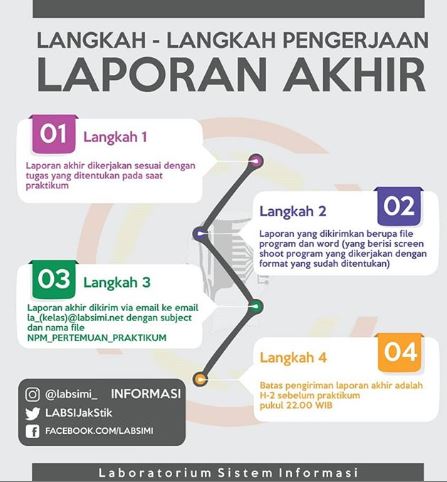 LANGKAH - LANGKAH PENGERJAAN
LAPORAN AKHIR
01 Langkah 1
Laporan akhir dikerjakan sesuai dengan
tugas yang ditentukan pada saat
praktikum
Langkah 2 02
Laporan yang dikirimkan berupa file
program dan word (yang berisi screen
shoot program yang dikerjakan dengan
format yang sudah ditentukan)
03 Langkah 3
Laporan akhir dikirim via email ke email
la_(kelas)@labsimi.net dengan subject
dan nama file
NPM_PERTEMUAN_PRAKTIKUM
Langkah 4 04
Batas pengiriman laporan akhir adalah
H-2 sebelum praktikum
pukul 22.00 WIB
@labsimi_ INFORMASI
LABSIJakStik
FACEBOOK.COM/LABSIMI
Laboratorium Sistem Informasi